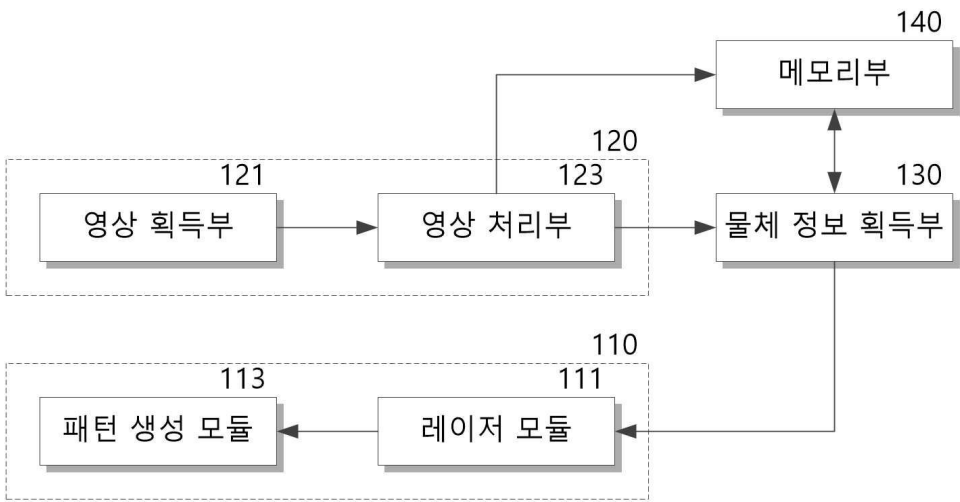 140
메모리부
120
121
123
130
영상 획득부
영상 처리부
물체 정보 획득부
110
113
111
패턴 생성 모듈
레이저 모듈